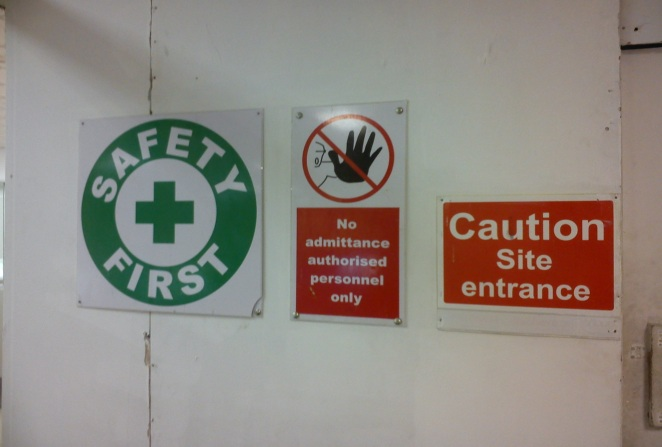 SAFETY
FIRST
No
admittance
authorised
personnel
only
Caution
Site
entrance